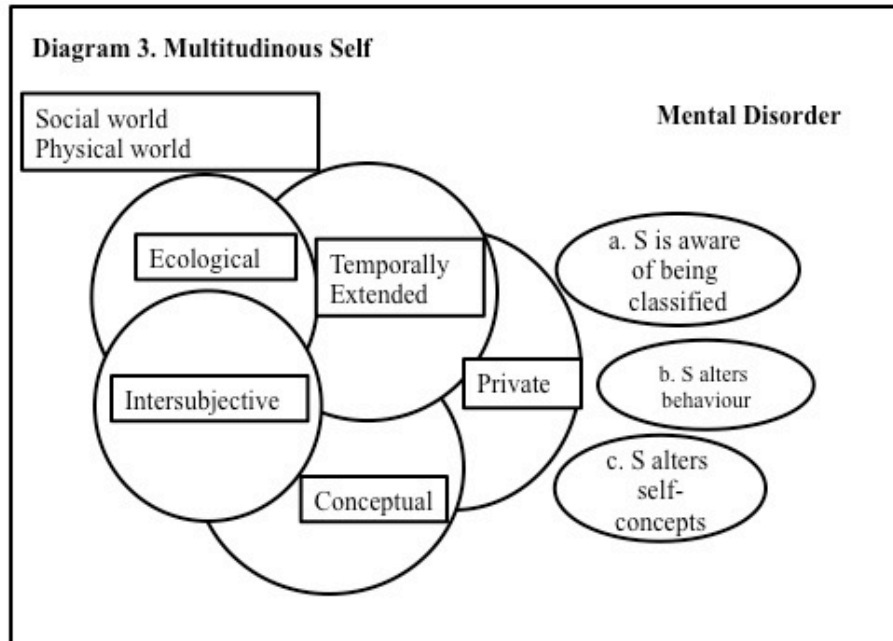 Diagram 3. Multitudinous Self
Social world
Physical world
Mental Disorder
Ecological
Temporally
Extended
Intersubjective
Private
Conceptual
a. S is aware
of being
classified
b. S alters
behaviour
c. S alters
self-
concepts